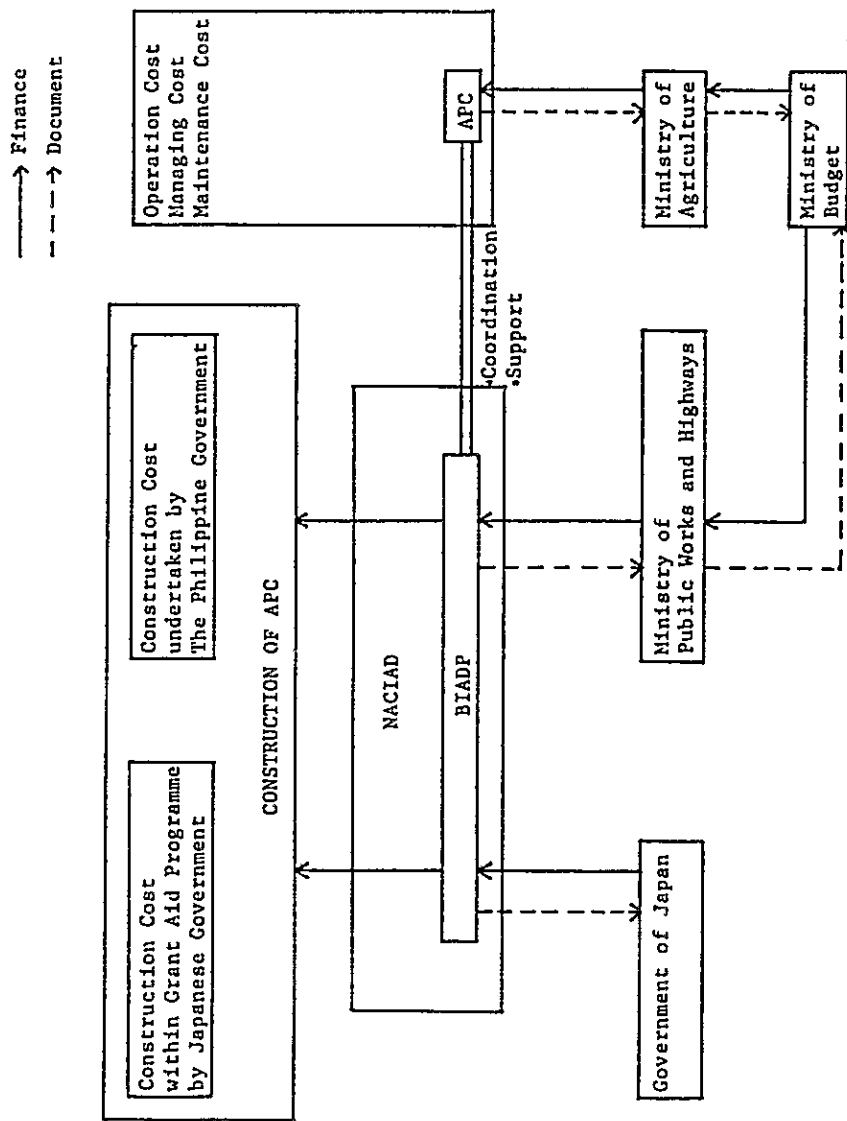 Finance
Document
Construction Cost
within Grant Aid Programme
by Japanese Government
Construction Cost
undertaken by
The Philippine Government
CONSTRUCTION OF APC
Operation Cost
Managing Cost
Maintenance Cost
NACIAD
BIADP
APC
*Coordination
*Support
Government of Japan
Ministry of
Public Works and Highways
Ministry of
Agriculture
Ministry of
Budget